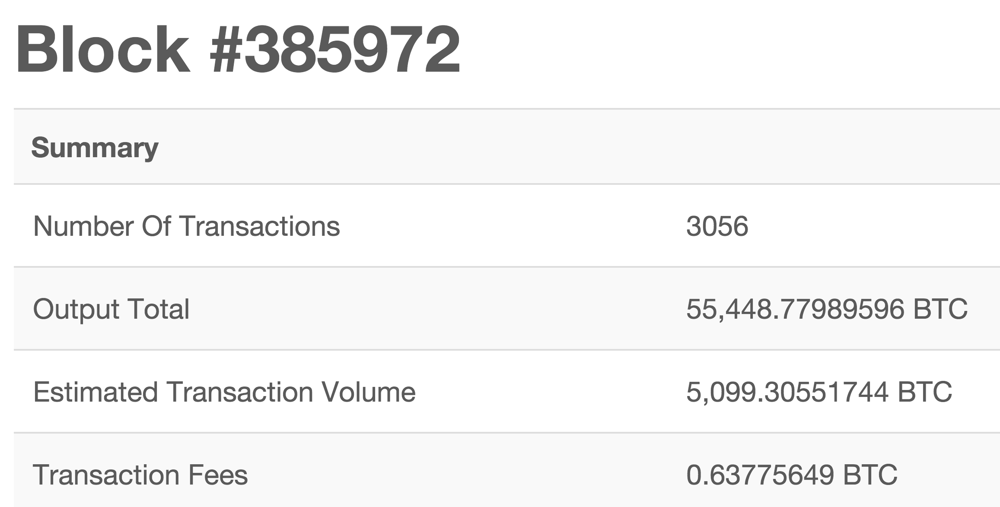 Block #385972
Summary
Number Of Transactions 3056
Output Total 55,448.77989596 BTC
Estimated Transaction Volume 5,099.30551744 BTC
Transaction Fees 0.63775649 BTC